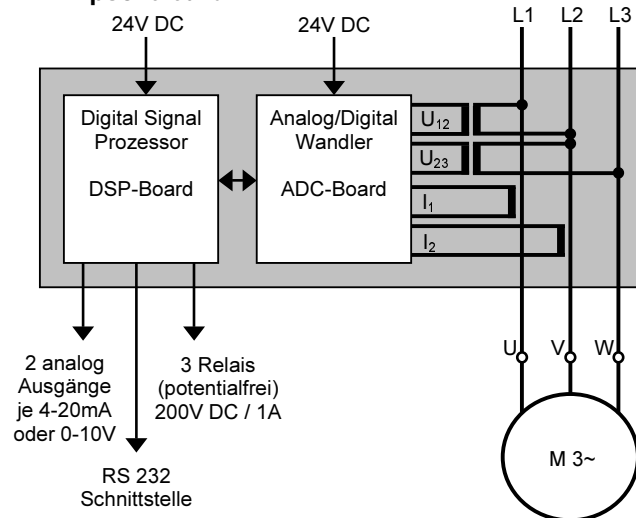 24V DC
24V DC
L1
L2
L3
Digital Signal
Prozessor
DSP-Board
Analog/Digital
Wandler
ADC-Board
U₁₂
U₂₃
I₁
I₂
U
V
W
2 analog
Ausgänge
je 4-20mA
oder 0-10V
3 Relais
(potentialfrei)
200V DC / 1A
RS 232
Schnittstelle
M 3~